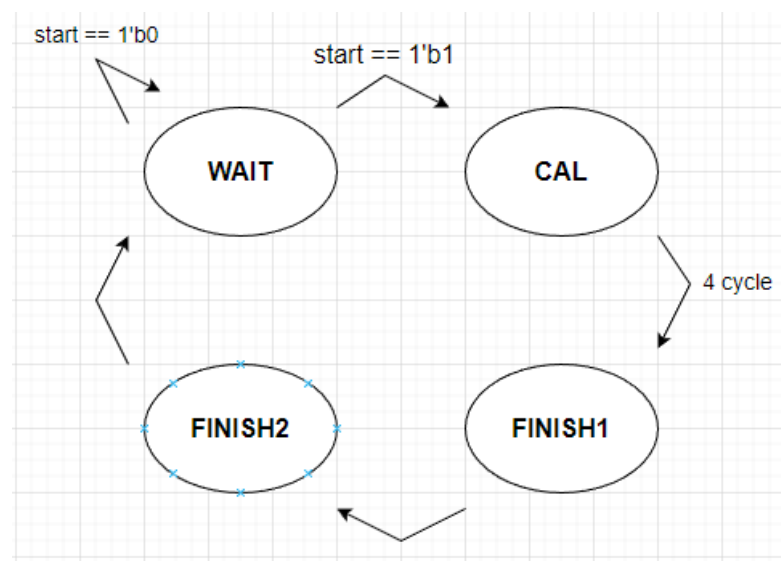 start == 1'b0
start == 1'b1
WAIT
CAL
4 cycle
FINISH2
FINISH1